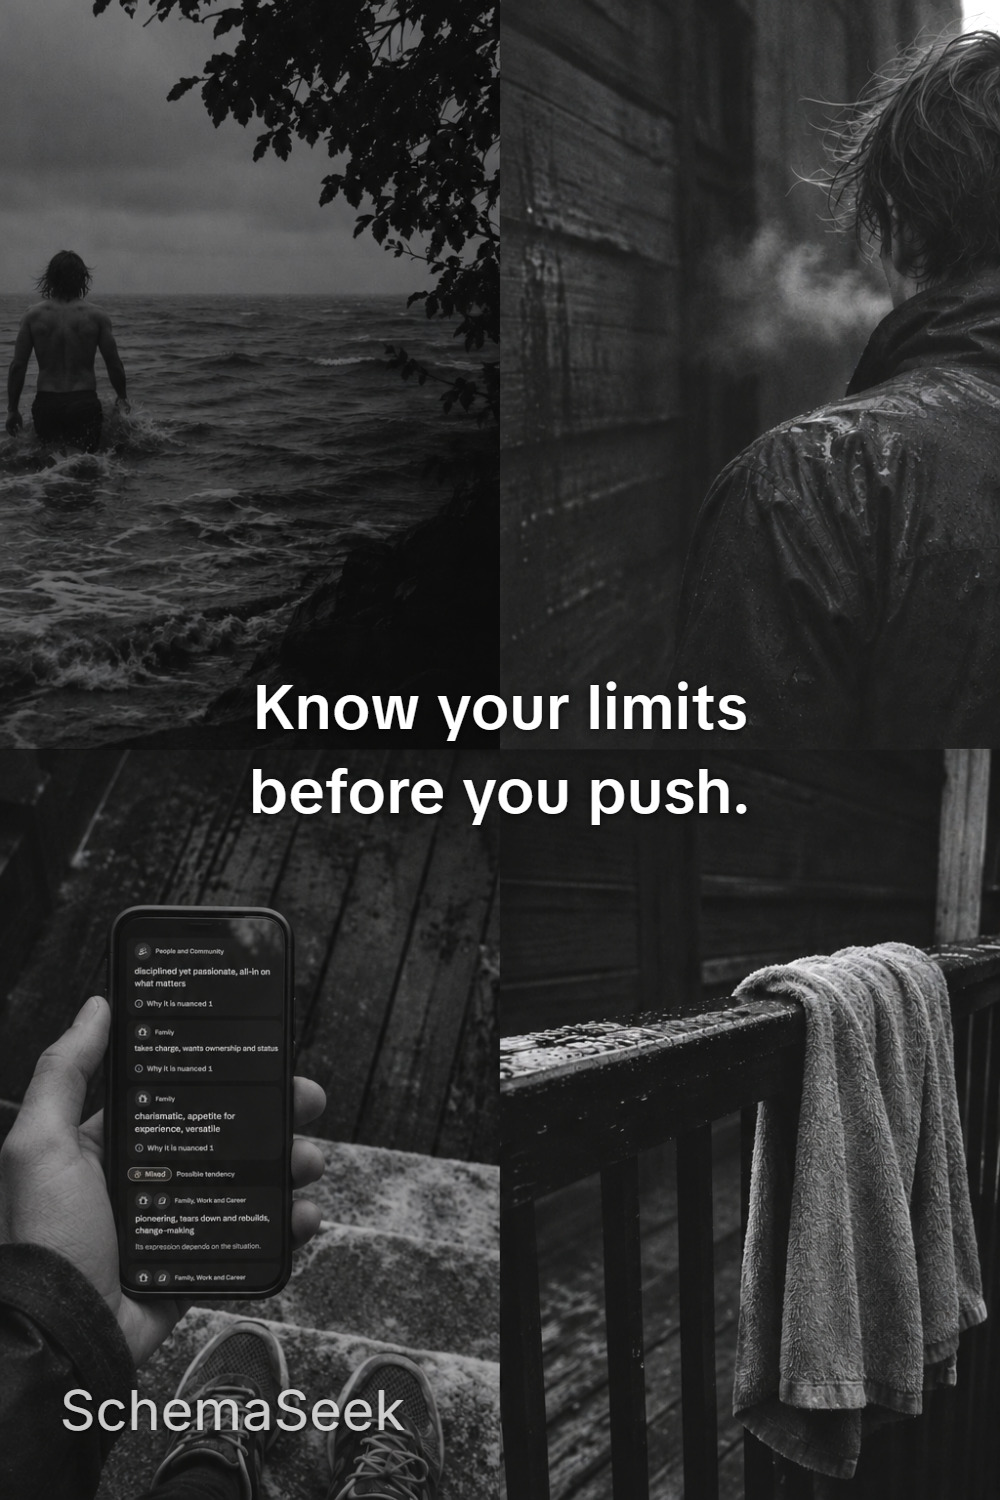 Know your limits
before you push.
People and Community
disciplined yet passionate, all-in on
what matters
Why it is nuanced 1
Family
takes charge, wants ownership and status
Why it is nuanced 1
Family
charismatic, appetite for
experience, versatile
Why it is nuanced 1
Mixed Possible tendency
Family, Work and Career
pioneering, tears down and rebuilds,
change-making
Its expression depends on the situation.
Family, Work and Career
SchemaSeek